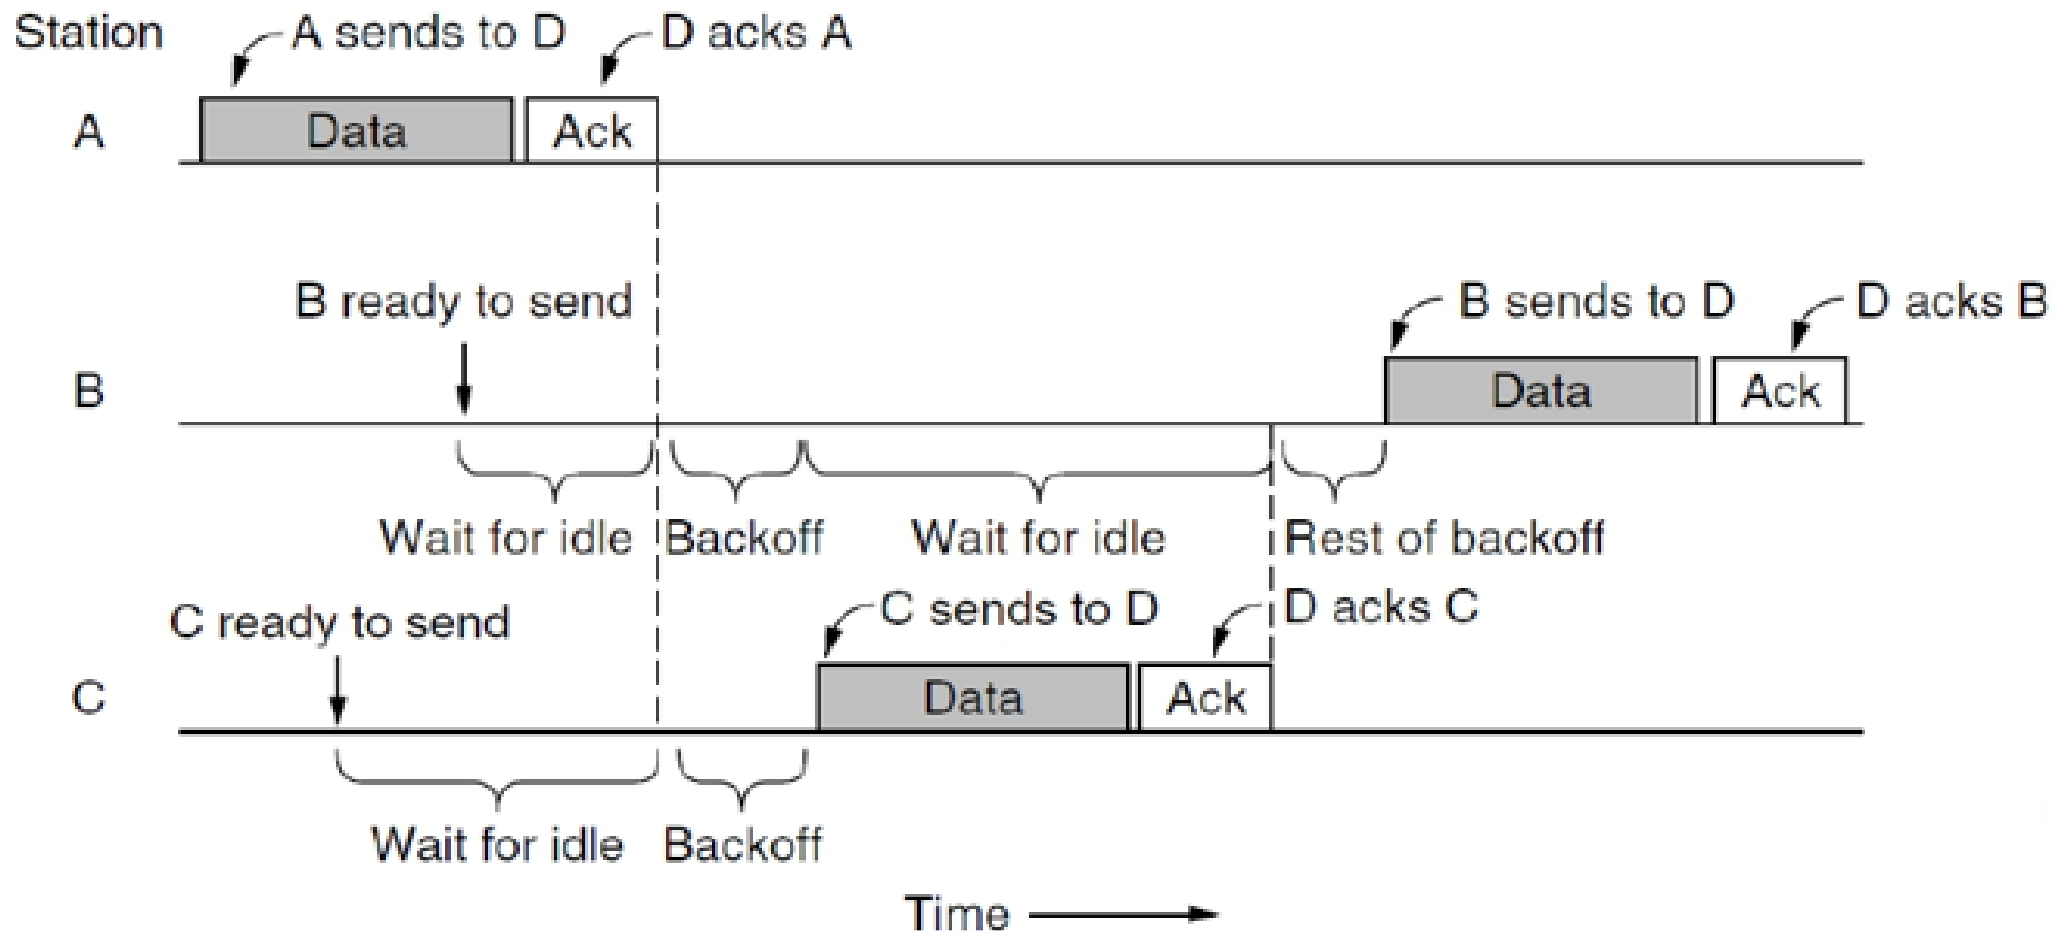 Station
A sends to D
D acks A
A
Data
Ack
B ready to send
B sends to D
D acks B
B
Data
Ack
Wait for idle
Backoff
Wait for idle
Rest of backoff
C ready to send
C sends to D
D acks C
C
Data
Ack
Wait for idle
Backoff
Time